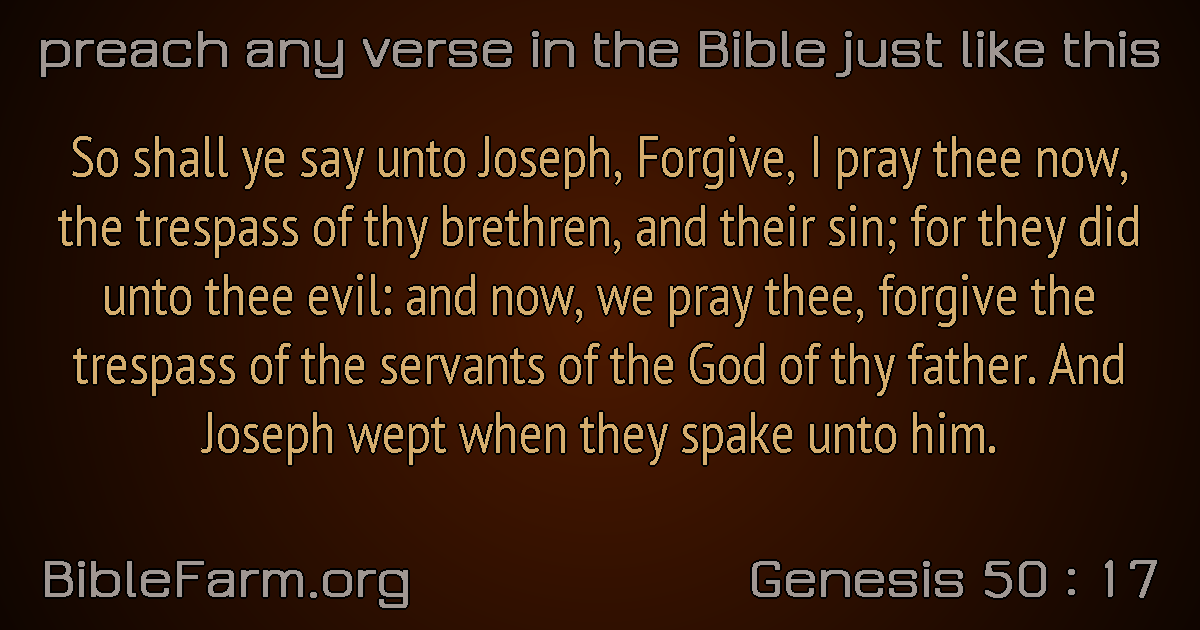 preach any verse in the Bible just like this
So shall ye say unto Joseph, Forgive, I pray thee now,
the trespass of thy brethren, and their sin; for they did
unto thee evil: and now, we pray thee, forgive the
trespass of the servants of the God of thy father. And
Joseph wept when they spake unto him.
BibleFarm.org
Genesis 50 : 17